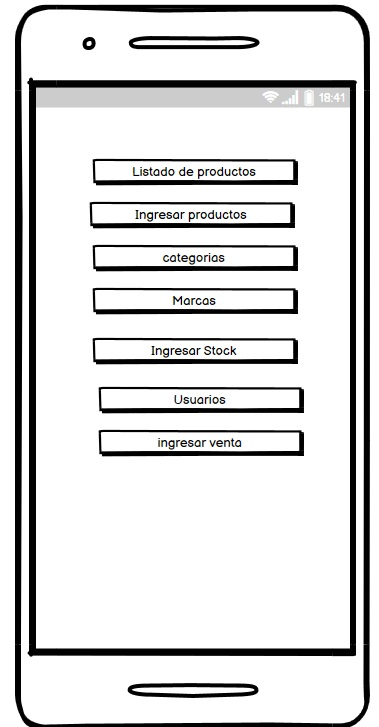 18:41
Listado de productos
Ingresar productos
categorias
Marcas
Ingresar Stock
Usuarios
ingresar venta